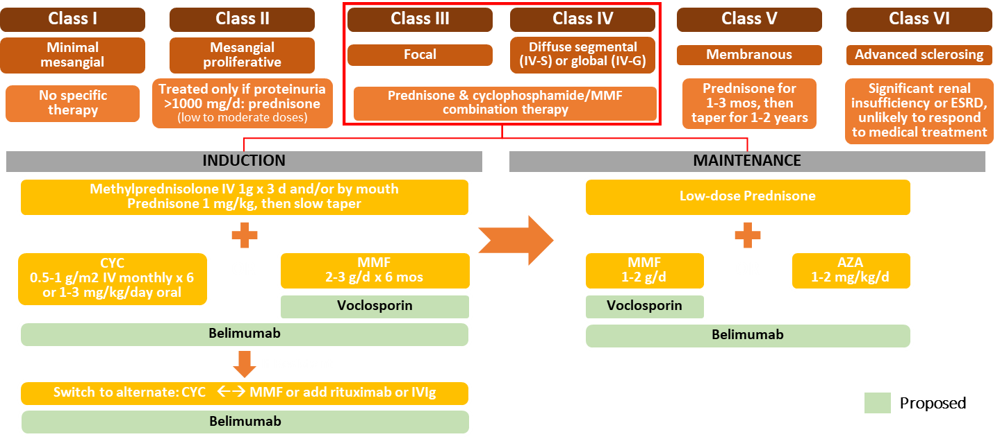 Class I
Class II
Class III
Class IV
Class V
Class VI
Minimal
mesangial
Mesangial
proliferative
Focal
Diffuse segmental
(IV-S) or global (IV-G)
Membranous
Advanced sclerosing
No specific
therapy
Treated only if proteinuria
>1000 mg/d: prednisone
(low to moderate doses)
Prednisone & cyclophosphamide/MMF
combination therapy
Prednisone for
1-3 mos, then
taper for 1-2 years
Significant renal
insufficiency or ESRD,
unlikely to respond
to medical treatment
INDUCTION
Methylprednisolone IV 1g x 3 d and/or by mouth
Prednisone 1 mg/kg, then slow taper
CYC
0.5-1 g/m2 IV monthly x 6
or 1-3 mg/kg/day oral
MMF
2-3 g/d x 6 mos
Voclosporin
Belimumab
Switch to alternate: CYC ←→ MMF or add rituximab or IVIg
Belimumab
MAINTENANCE
Low-dose Prednisone
MMF
1-2 g/d
AZA
1-2 mg/kg/d
Voclosporin
Belimumab
Proposed